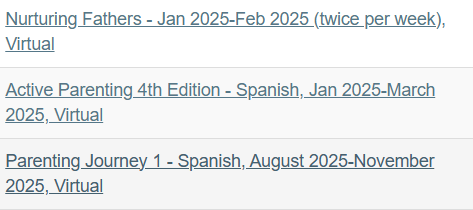 Nurturing Fathers - Jan 2025-Feb 2025 (twice per week),
Virtual
Active Parenting 4th Edition - Spanish, Jan 2025-March
2025, Virtual
Parenting Journey 1 - Spanish, August 2025-November
2025, Virtual